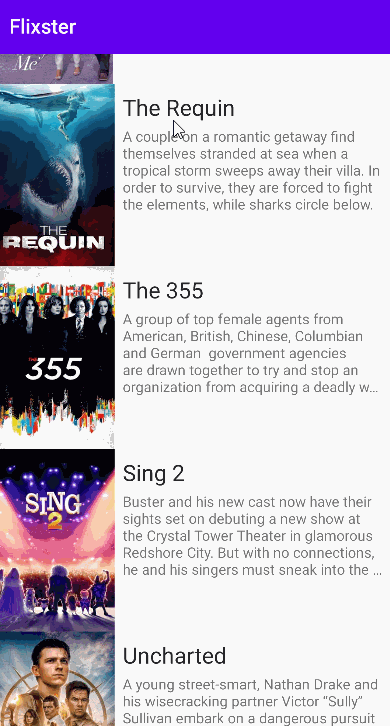 Flixster
Me
The Requin
A couple on a romantic getaway find
themselves stranded at sea when a
tropical storm sweeps away their villa. In
order to survive, they are forced to fight
the elements, while sharks circle below.
THE
REQUIN
The 355
A group of top female agents from
American, British, Chinese, Columbian
and German  government agencies
are drawn together to try and stop an
organization from acquiring a deadly w…
THE
355
Sing 2
Buster and his new cast now have their
sights set on debuting a new show at
the Crystal Tower Theater in glamorous
Redshore City. But with no connections,
he and his singers must sneak into the …
SING
2
Uncharted
A young street-smart, Nathan Drake and
his wisecracking partner Victor “Sully”
Sullivan embark on a dangerous pursuit